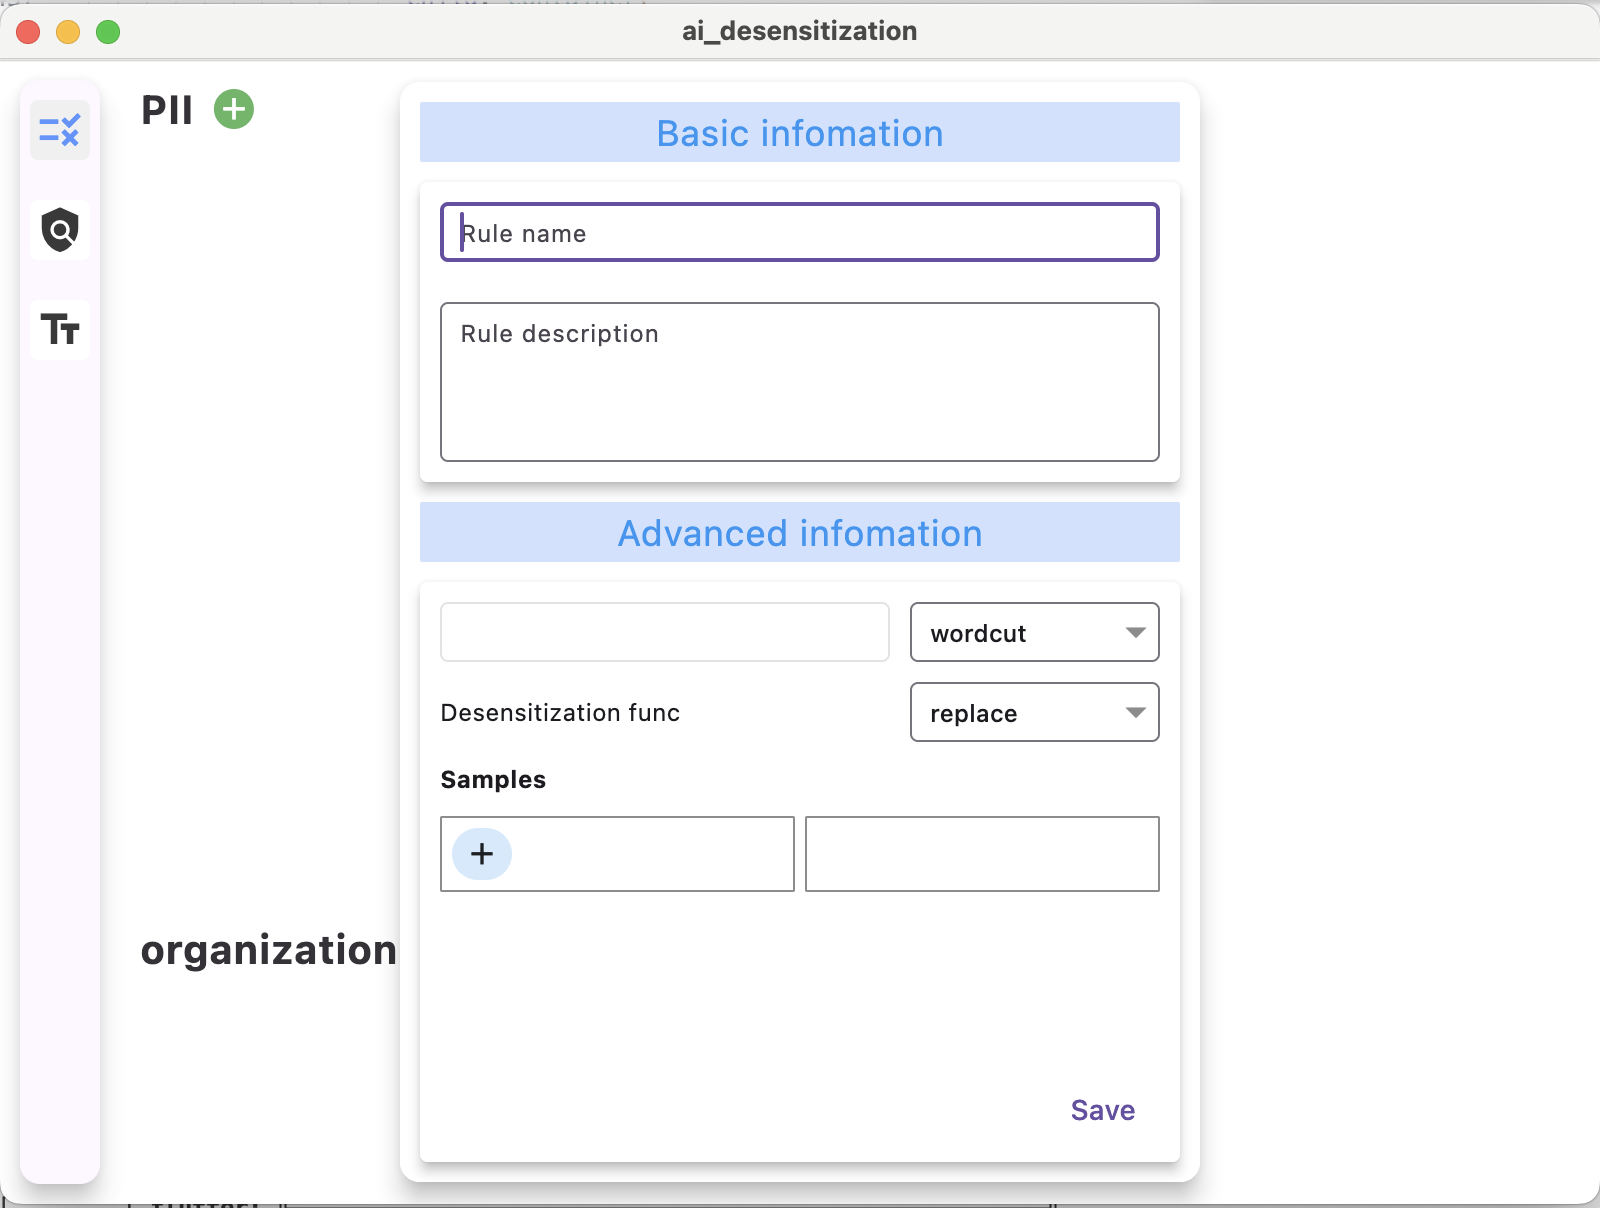 ai_desensitization
PII
Basic infomation
Rule name
Rule description
Advanced infomation
wordcut
Desensitization func
replace
Samples
organization
Save